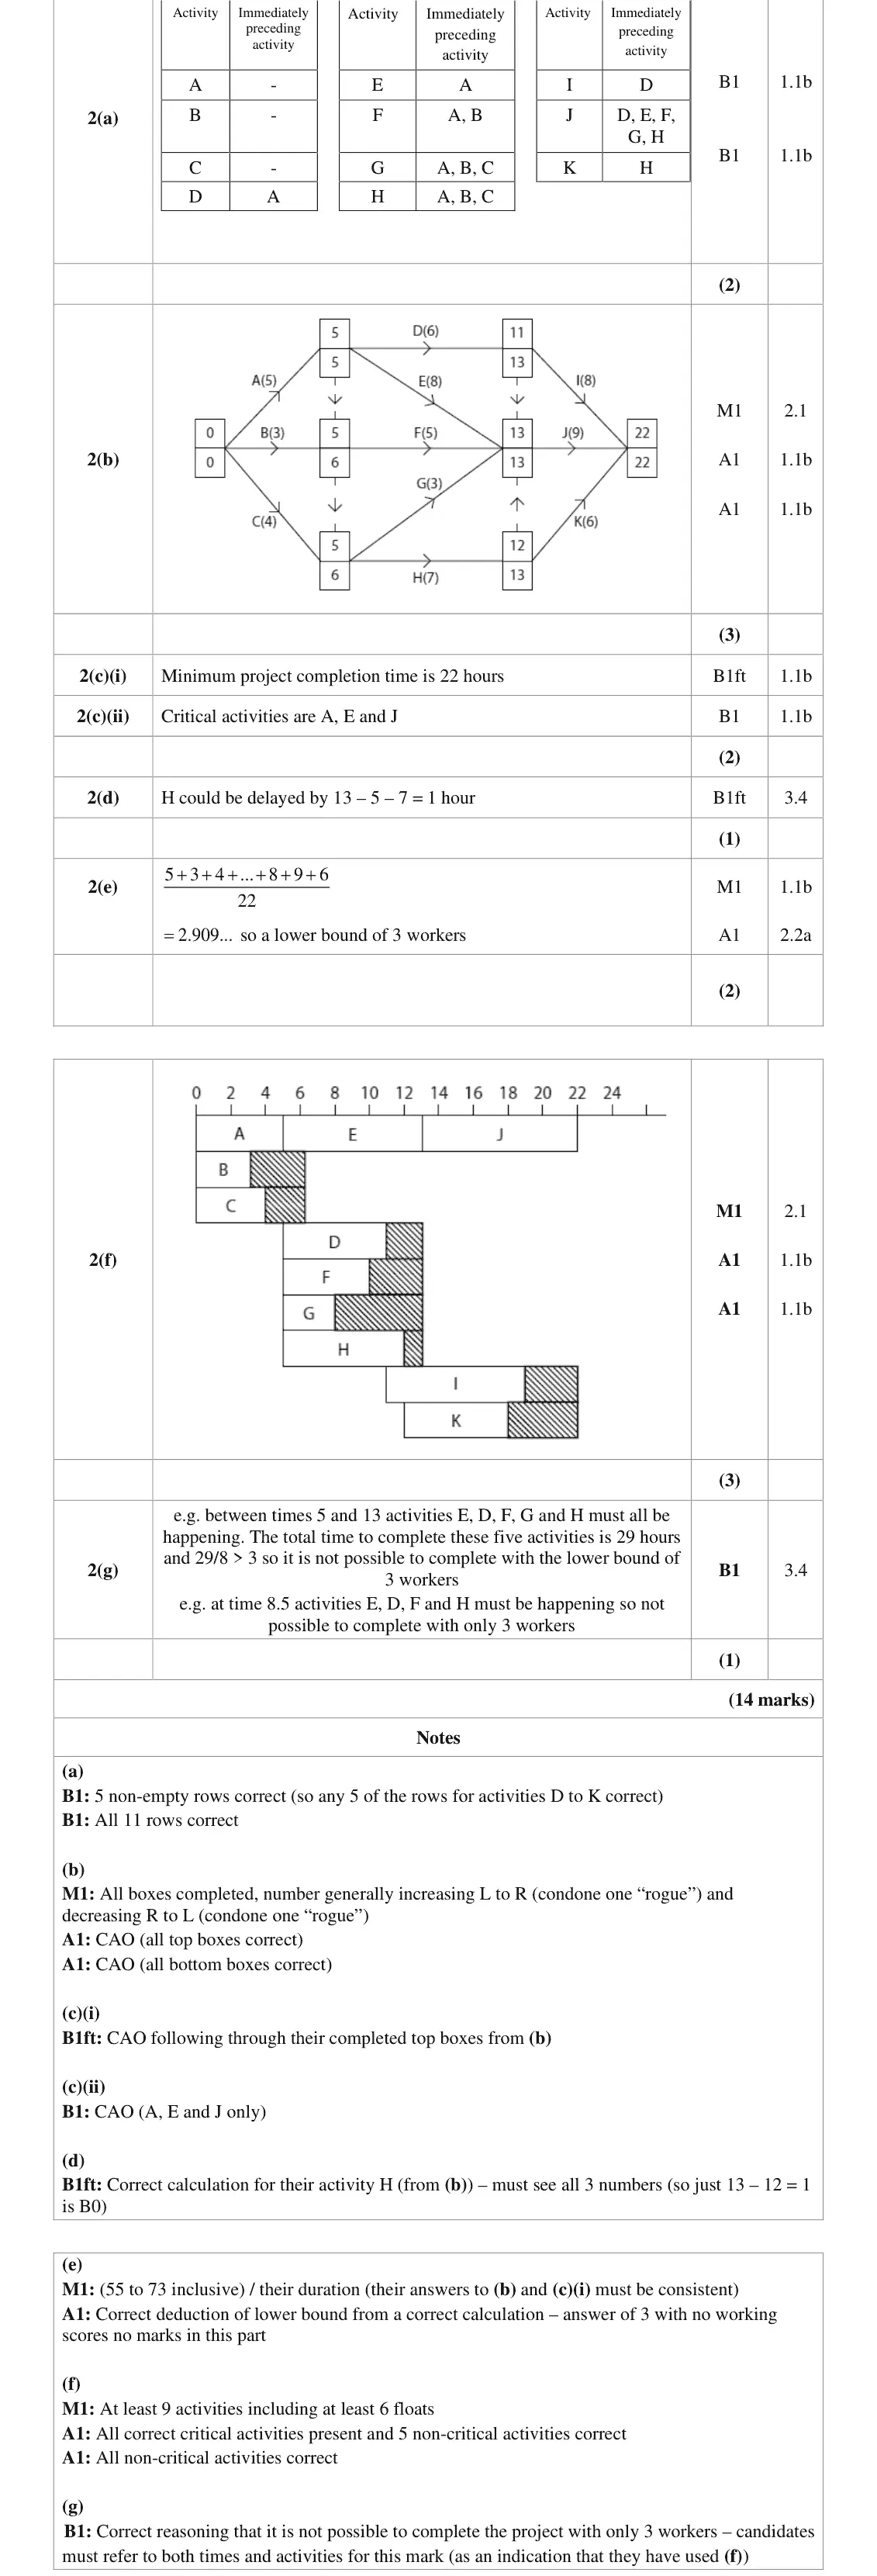 Activity Immediately preceding activity Activity Immediately preceding activity Activity Immediately preceding activity
2(a)
A - E A I D B1 1.1b
B - F A, B J D, E, F, G, H B1 1.1b
C - G A, B, C K H
D A H A, B, C
(2)
2(b)
5 D(6) 11
5 13
A(5) E(8) I(8)
0 B(3) 5 F(5) 13 J(9) 22
0 6 13 22
G(3)
C(4) K(6)
5 12
6 H(7) 13
M1 2.1
A1 1.1b
A1 1.1b
(3)
2(c)(i) Minimum project completion time is 22 hours B1ft 1.1b
2(c)(ii) Critical activities are A, E and J B1 1.1b
(2)
2(d) H could be delayed by 13 – 5 – 7 = 1 hour B1ft 3.4
(1)
2(e) 5+3+4+...+8+9+6
22
M1 1.1b
= 2.909... so a lower bound of 3 workers A1 2.2a
(2)
2(f)
0 2 4 6 8 10 12 14 16 18 20 22 24
A E J
B
C
D
F
G
H
I
K
M1 2.1
A1 1.1b
A1 1.1b
(3)
2(g)
e.g. between times 5 and 13 activities E, D, F, G and H must all be
happening. The total time to complete these five activities is 29 hours
and 29/8 > 3 so it is not possible to complete with the lower bound of
3 workers
e.g. at time 8.5 activities E, D, F and H must be happening so not
possible to complete with only 3 workers
B1 3.4
(1)
(14 marks)
Notes
(a)
B1: 5 non-empty rows correct (so any 5 of the rows for activities D to K correct)
B1: All 11 rows correct
(b)
M1: All boxes completed, number generally increasing L to R (condone one “rogue”) and
decreasing R to L (condone one “rogue”)
A1: CAO (all top boxes correct)
A1: CAO (all bottom boxes correct)
(c)(i)
B1ft: CAO following through their completed top boxes from (b)
(c)(ii)
B1: CAO (A, E and J only)
(d)
B1ft: Correct calculation for their activity H (from (b)) – must see all 3 numbers (so just 13 – 12 = 1
is B0)
(e)
M1: (55 to 73 inclusive) / their duration (their answers to (b) and (c)(i) must be consistent)
A1: Correct deduction of lower bound from a correct calculation – answer of 3 with no working
scores no marks in this part
(f)
M1: At least 9 activities including at least 6 floats
A1: All correct critical activities present and 5 non-critical activities correct
A1: All non-critical activities correct
(g)
B1: Correct reasoning that it is not possible to complete the project with only 3 workers – candidates
must refer to both times and activities for this mark (as an indication that they have used (f))